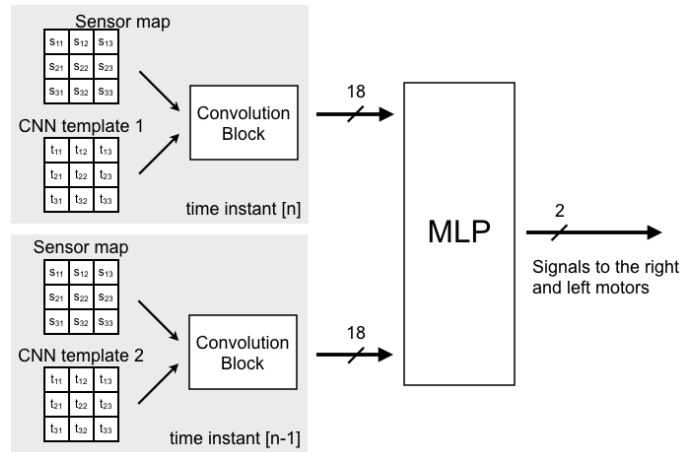 Sensor map
s11 s12 s13
s21 s22 s23
s31 s32 s33
CNN template 1
t11 t12 t13
t21 t22 t23
t31 t32 t33
Convolution
Block
time instant [n]
18
Sensor map
s11 s12 s13
s21 s22 s23
s31 s32 s33
CNN template 2
t11 t12 t13
t21 t22 t23
t31 t32 t33
Convolution
Block
time instant [n-1]
18
MLP
2
Signals to the right
and left motors